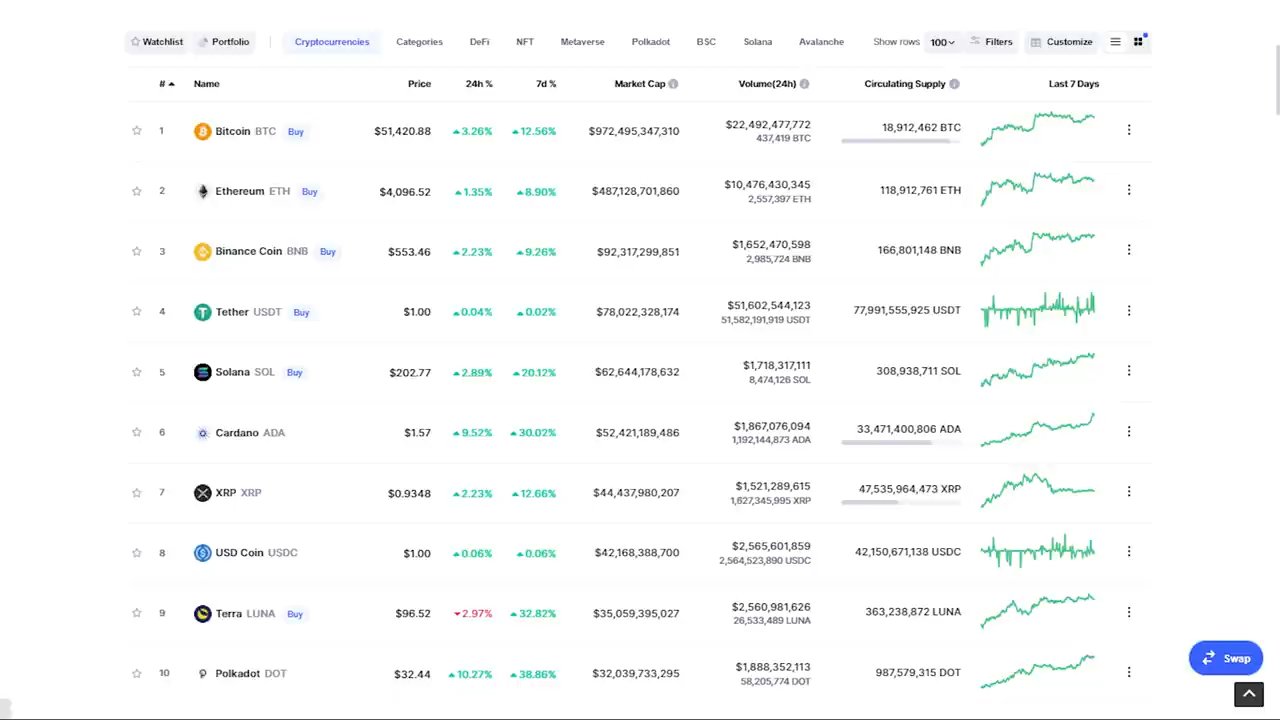 Watchlist Portfolio Cryptocurrencies Categories DeFi NFT Metaverse Polkadot BSC Solana Avalanche Show rows 100 Filters Customize
# Name Price 24h % 7d % Market Cap Volume(24h) Circulating Supply Last 7 Days
1 Bitcoin BTC Buy $51,420.88 3.26% 12.56% $972,495,347,310 $22,492,477,772 18,912,462 BTC
437,419 BTC
2 Ethereum ETH Buy $4,096.52 1.35% 8.90% $487,128,701,860 $10,476,430,345 118,912,761 ETH
2,557,397 ETH
3 Binance Coin BNB Buy $553.46 2.23% 9.26% $92,317,299,851 $1,652,470,598 166,801,148 BNB
2,985,724 BNB
4 Tether USDT Buy $1.00 0.04% 0.02% $78,022,328,174 $51,602,544,123 77,991,555,925 USDT
51,582,191,919 USDT
5 Solana SOL Buy $202.77 2.89% 20.12% $62,644,178,632 $1,718,317,111 308,938,711 SOL
8,474,126 SOL
6 Cardano ADA $1.57 9.52% 30.02% $52,421,189,486 $1,867,076,094 33,471,400,806 ADA
1,192,144,873 ADA
7 XRP XRP $0.9348 2.23% 12.66% $44,437,980,207 $1,521,289,615 47,535,964,473 XRP
1,627,345,995 XRP
8 USD Coin USDC $1.00 0.06% 0.06% $42,168,388,700 $2,565,601,859 42,150,671,138 USDC
2,564,523,890 USDC
9 Terra LUNA Buy $96.52 2.97% 32.82% $35,059,395,027 $2,560,981,626 363,238,872 LUNA
26,533,489 LUNA
10 Polkadot DOT $32.44 10.27% 38.86% $32,039,733,295 $1,888,352,113 987,579,315 DOT
58,205,774 DOT
Swap